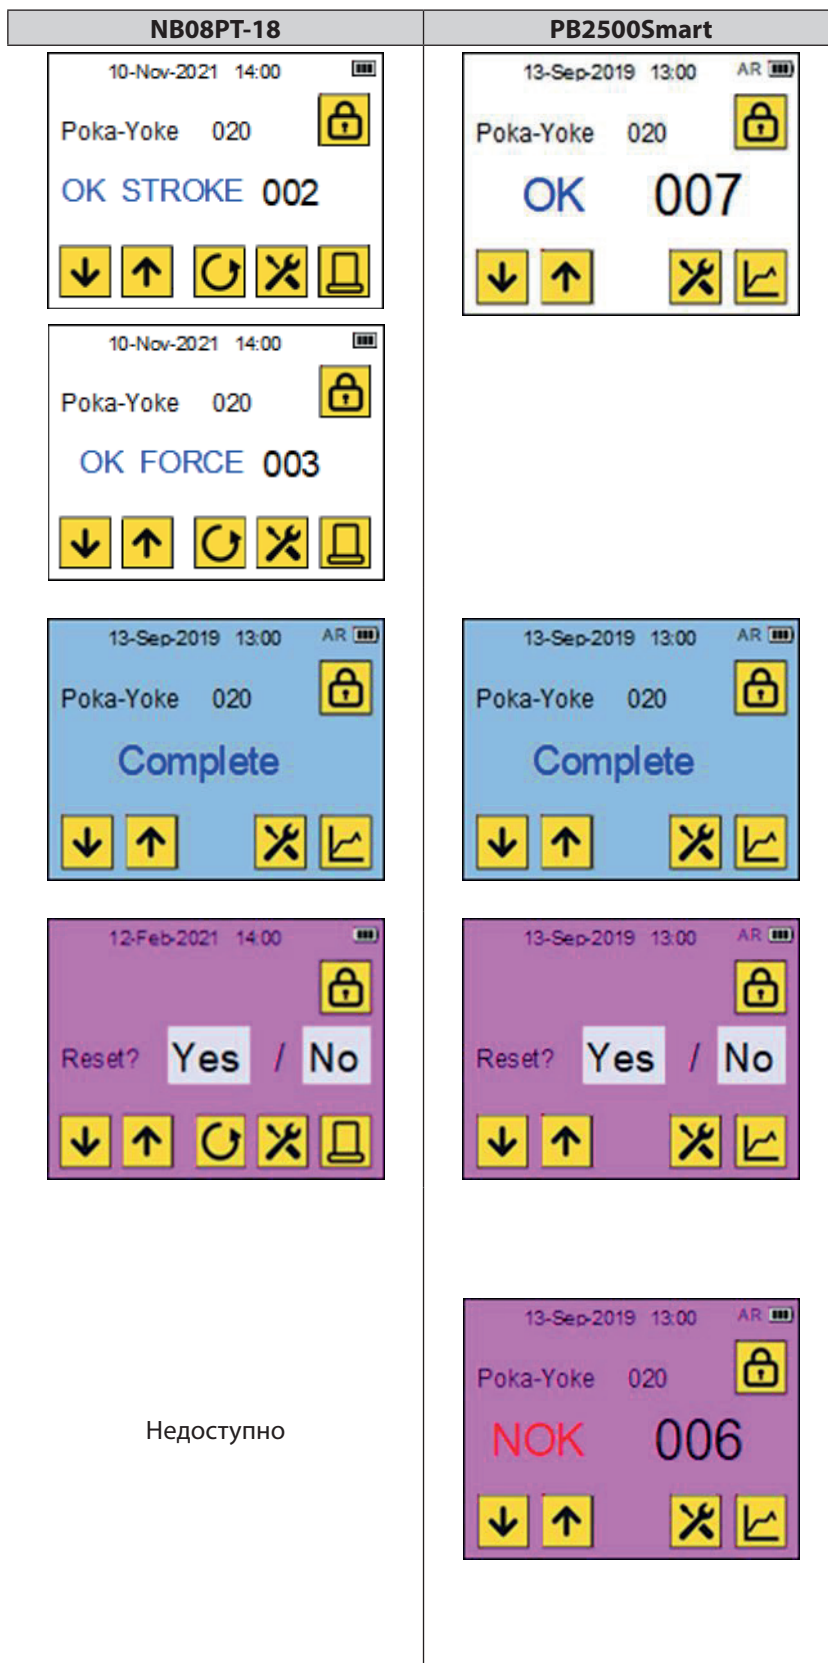 NB08PT-18
PB2500Smart
10-Nov-2021 14:00
Poka-Yoke 020
OK STROKE 002
13-Sep-2019 13:00 AR
Poka-Yoke 020
OK 007
10-Nov-2021 14:00
Poka-Yoke 020
OK FORCE 003
13-Sep-2019 13:00 AR
Poka-Yoke 020
Complete
13-Sep-2019 13:00 AR
Poka-Yoke 020
Complete
12-Feb-2021 14:00
Reset? Yes / No
13-Sep-2019 13:00 AR
Reset? Yes / No
Недоступно
13-Sep-2019 13:00 AR
Poka-Yoke 020
NOK 006